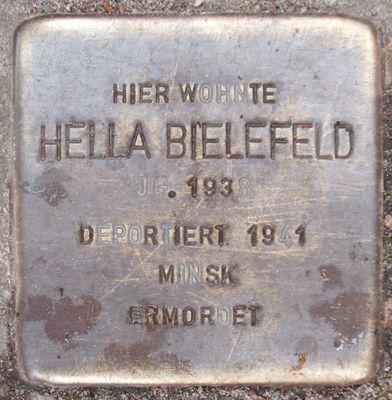 HIER WOHNTE
HELLA BIELEFELD
JG. 1938
DEPORTIERT 1941
MINSK
ERMORDET